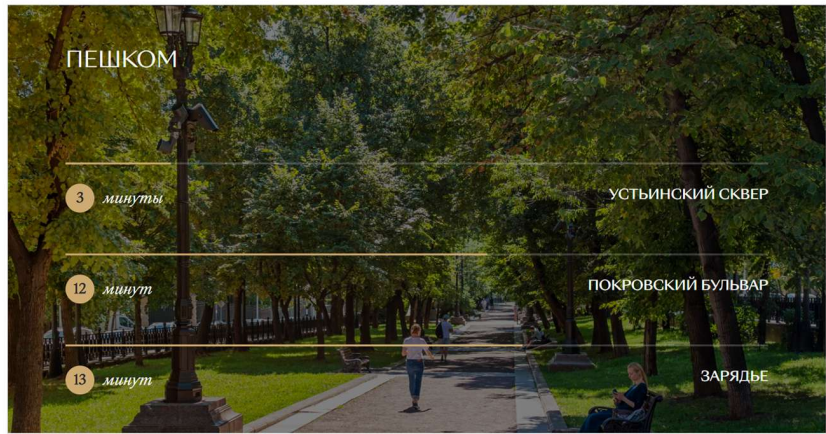 ПЕШКОМ
3 минуты УСТЬИНСКИЙ СКВЕР
12 минут ПОКРОВСКИЙ БУЛЬВАР
13 минут ЗАРЯДЬЕ